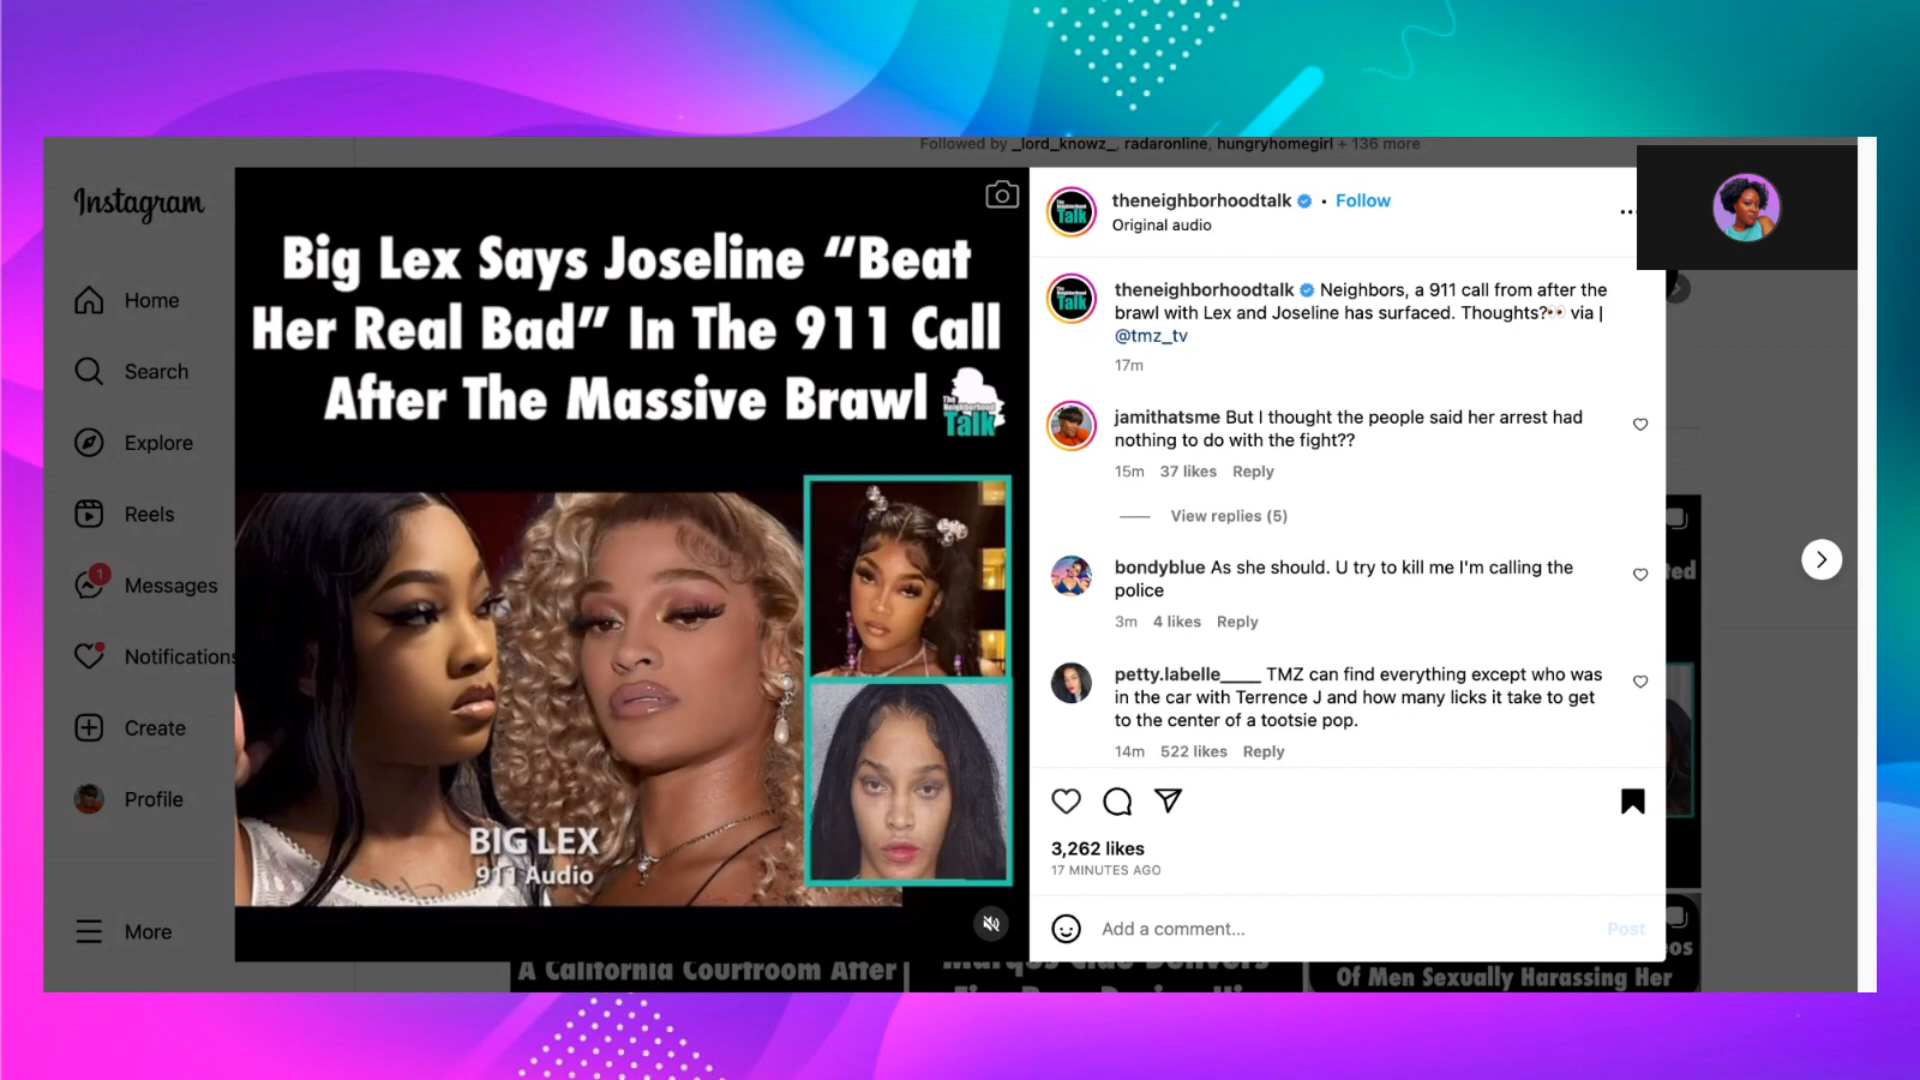 Followed by _lord_knowz_, radaronline, hungryhomegirl + 136 more
Instagram
Home
Search
Explore
Reels
1
Messages
Notifications
Create
Profile
More
Big Lex Says Joseline “Beat
Her Real Bad” In The 911 Call
After The Massive Brawl
The
Neighborhood
Talk
BIG LEX
911 Audio
theneighborhoodtalk • Follow
Original audio
theneighborhoodtalk Neighbors, a 911 call from after the
brawl with Lex and Joseline has surfaced. Thoughts?👀 via |
@tmz_tv
17m
jamithatsme But I thought the people said her arrest had
nothing to do with the fight??
15m 37 likes Reply
View replies (5)
bondyblue As she should. U try to kill me I'm calling the
police
3m 4 likes Reply
petty.labelle____ TMZ can find everything except who was
in the car with Terrence J and how many licks it take to get
to the center of a tootsie pop.
14m 522 likes Reply
3,262 likes
17 MINUTES AGO
Add a comment...
Post
A California Courtroom After
Of Men Sexually Harassing Her